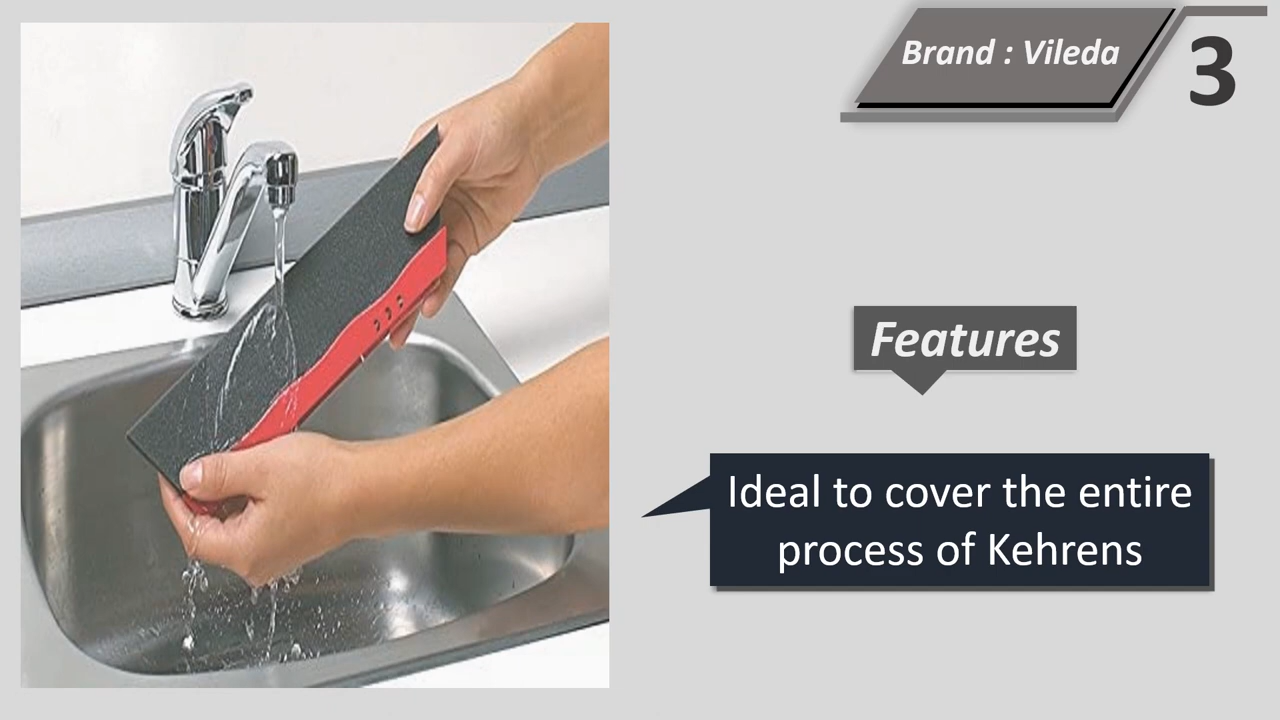 Brand : Vileda
3
Features
Ideal to cover the entire
process of Kehrens